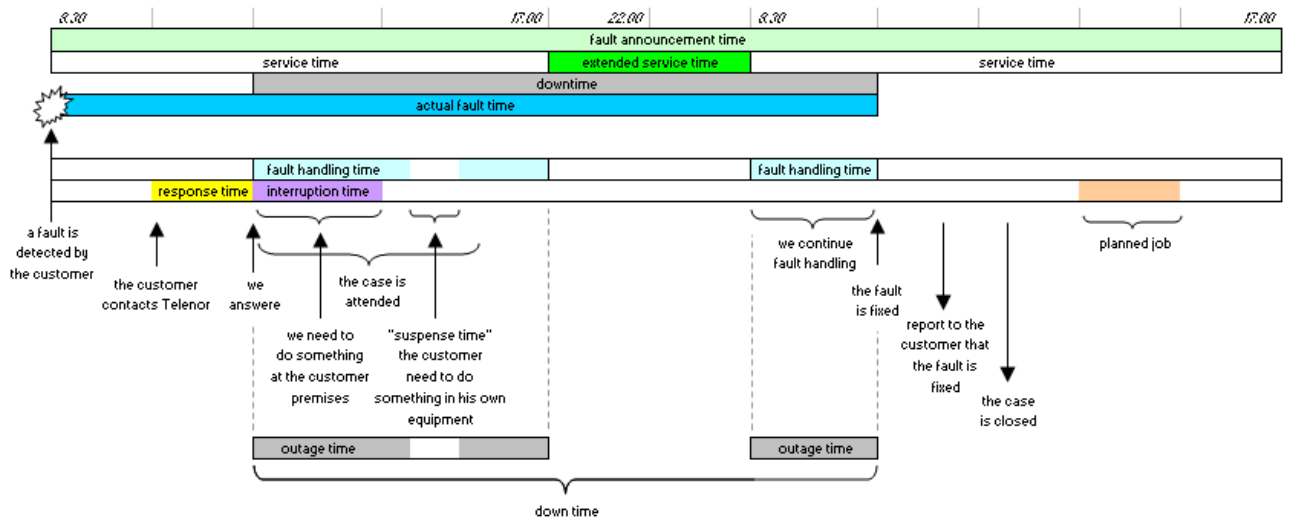 8.30 17.00 22.00 8.30 17.00
fault announcement time
service time extended service time service time
downtime
actual fault time
fault handling time fault handling time
response time interruption time
a fault is
detected by
the customer
the customer
contacts Telenor
we
answere
the case is
attended
we need to
do something
at the customer
premises
"suspense time"
the customer
need to do
something in his own
equipment
we continue
fault handling
the fault
is fixed
report to the
customer that
the fault is
fixed
the case
is closed
planned job
outage time outage time
down time